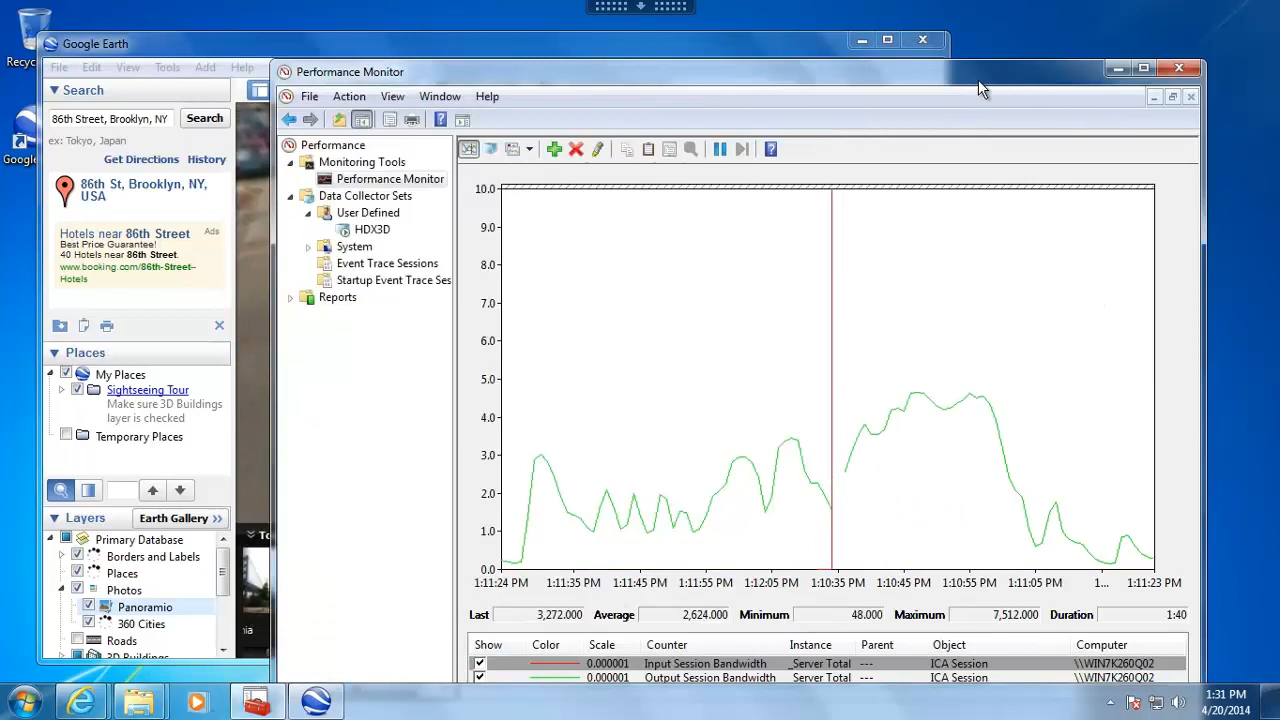 Recyc
Google
Google Earth
File Edit View Tools Add Help
Search
86th Street, Brooklyn, NY Search
ex: Tokyo, Japan
Get Directions History
86th St, Brooklyn, NY,
USA
Hotels near 86th Street Ads
Best Price Guarantee!
40 Hotels near 86th Street.
www.booking.com/86th-Street–
Hotels
Places
My Places
Sightseeing Tour
Make sure 3D Buildings
layer is checked
Temporary Places
Layers Earth Gallery >>
Primary Database
Borders and Labels
Places
Photos
Panoramio
360 Cities
Roads
3D Buildings
To
nia
Performance Monitor
File Action View Window Help
Performance
Monitoring Tools
Performance Monitor
Data Collector Sets
User Defined
HDX3D
System
Event Trace Sessions
Startup Event Trace Ses
Reports
10.0
9.0
8.0
7.0
6.0
5.0
4.0
3.0
2.0
1.0
0.0
1:11:24 PM 1:11:35 PM 1:11:45 PM 1:11:55 PM 1:12:05 PM 1:10:35 PM 1:10:45 PM 1:10:55 PM 1:11:05 PM 1... 1:11:23 PM
Last 3,272.000 Average 2,624.000 Minimum 48.000 Maximum 7,512.000 Duration 1:40
Show Color Scale Counter Instance Parent Object Computer
0.000001 Input Session Bandwidth _Server Total --- ICA Session \\WIN7K260Q02
0.000001 Output Session Bandwidth _Server Total --- ICA Session \\WIN7K260Q02
1:31 PM
4/20/2014